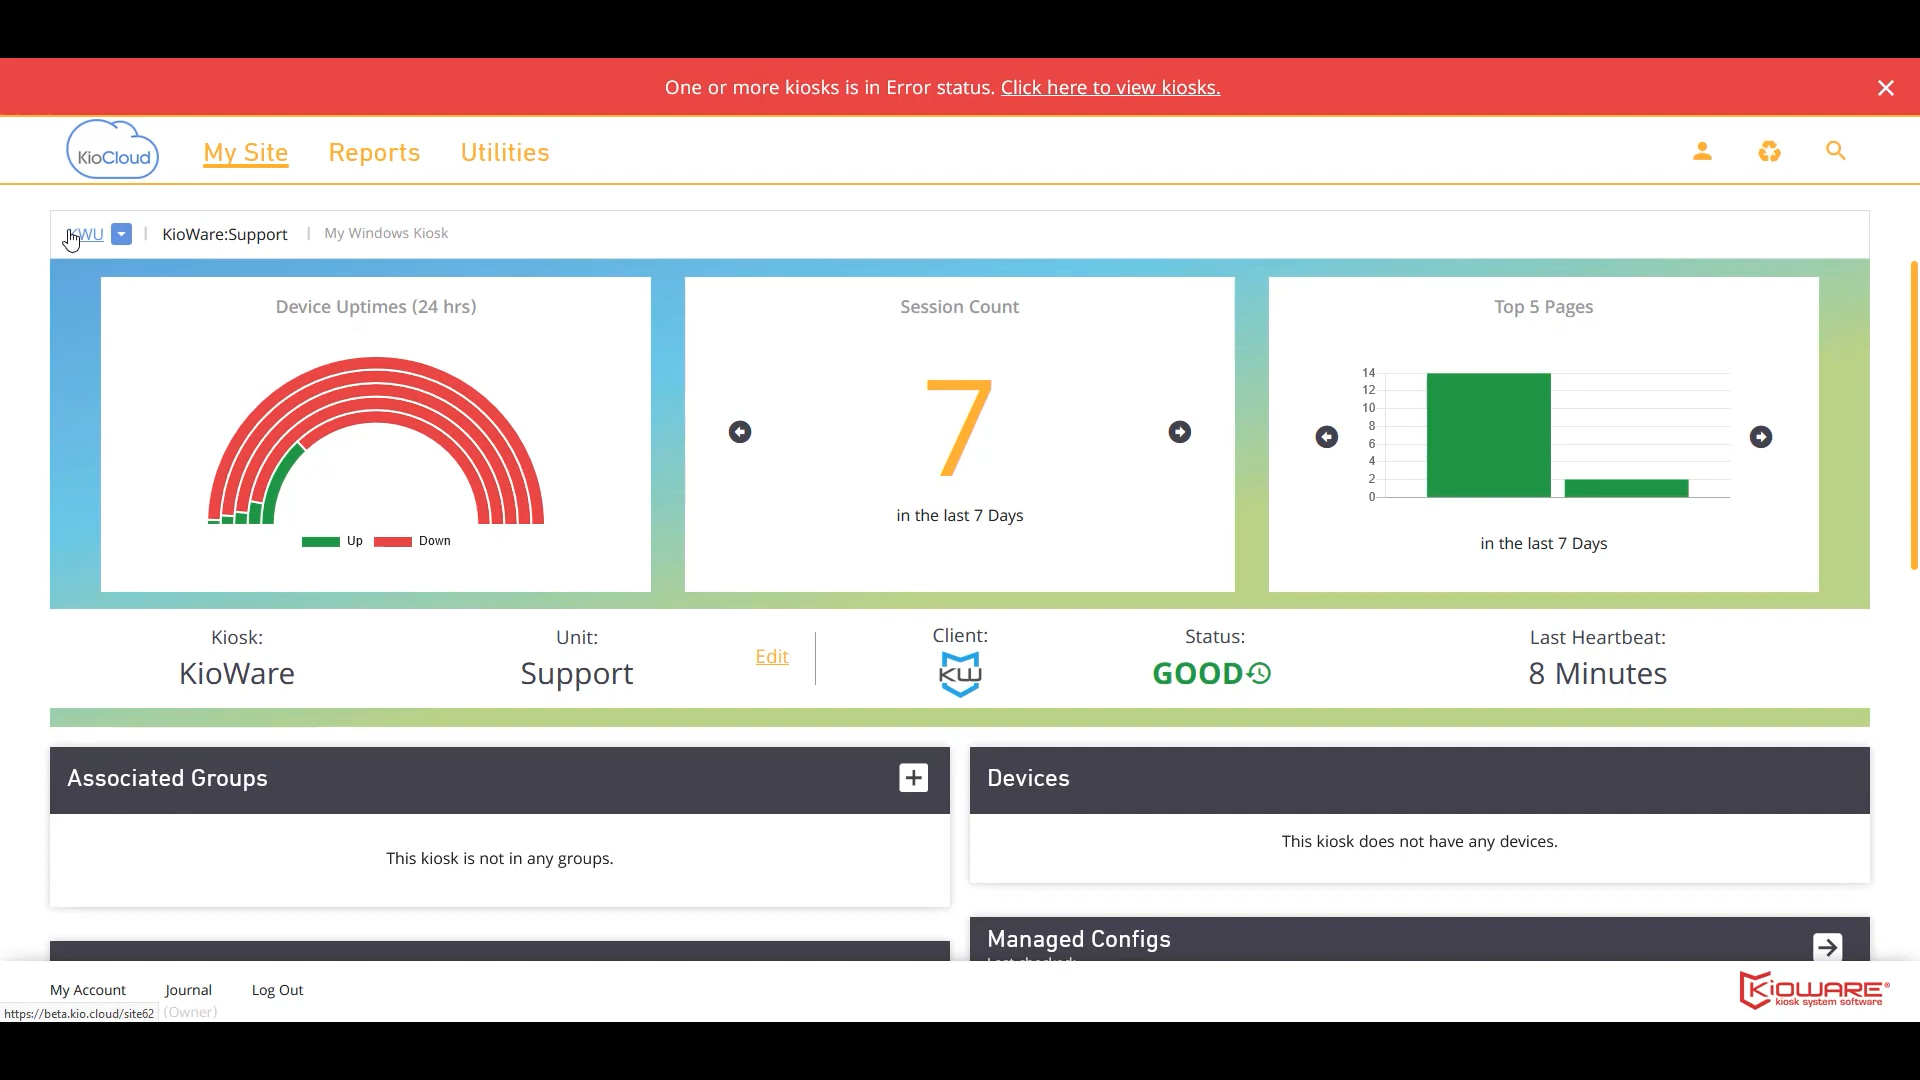 One or more kiosks is in Error status. Click here to view kiosks.
KioCloud
My Site
Reports
Utilities
KWU
KioWare:Support
My Windows Kiosk
Device Uptimes (24 hrs)
Up
Down
Session Count
7
in the last 7 Days
Top 5 Pages
14
12
10
8
6
4
2
0
in the last 7 Days
Kiosk:
KioWare
Unit:
Support
Edit
Client:
KW
Status:
GOOD
Last Heartbeat:
8 Minutes
Associated Groups
This kiosk is not in any groups.
Devices
This kiosk does not have any devices.
Managed Configs
My Account
Journal
Log Out
https://beta.kio.cloud/site62
(Owner)
KioWARE®
kiosk system software